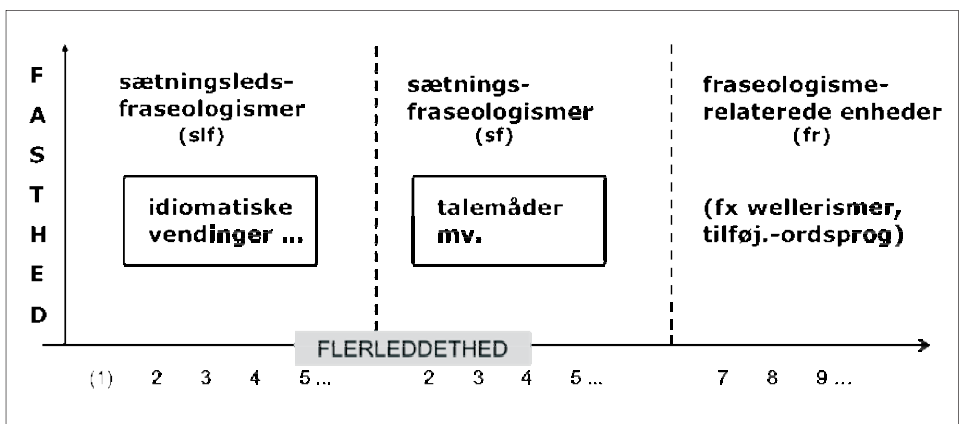 FASTHED
sætningsleds-
fraseologismer
(slf)
idiomatiske
vendinger ...
sætnings-
fraseologismer
(sf)
talemåder
mv.
fraseologisme-
relaterede enheder
(fr)
(fx wellerismer,
tilføj.-ordsprog)
FLERLEDDETHED
(1) 2 3 4 5 ... 2 3 4 5 ... 7 8 9 ...